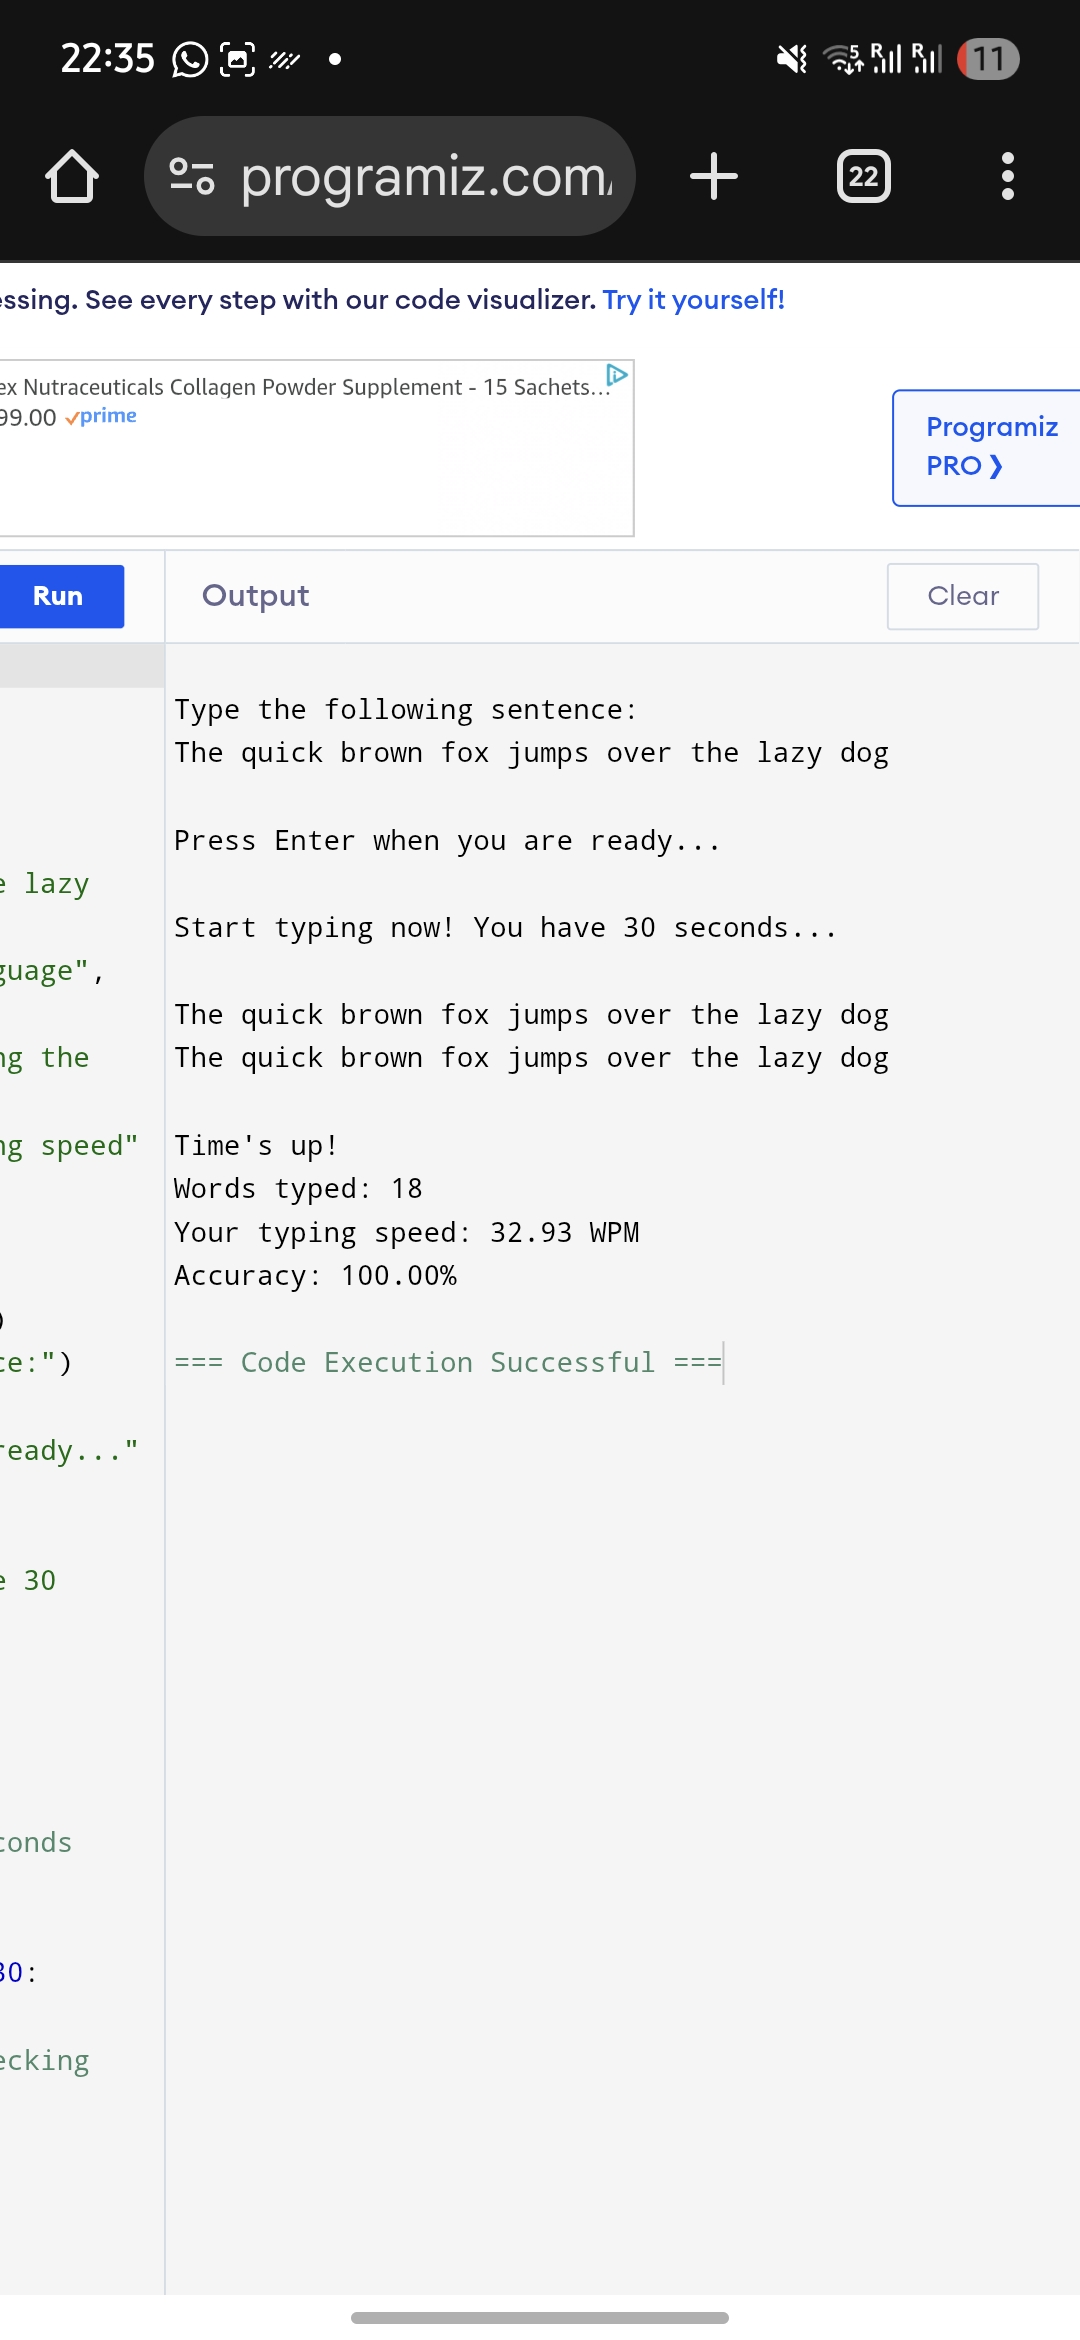 22:35
5 R R 11
programiz.com/
22
essing. See every step with our code visualizer. Try it yourself!
ex Nutraceuticals Collagen Powder Supplement - 15 Sachets...
99.00 prime
Programiz
PRO ❯
Run
Output
Clear
Type the following sentence:
The quick brown fox jumps over the lazy dog
Press Enter when you are ready...
e lazy
Start typing now! You have 30 seconds...
guage",
The quick brown fox jumps over the lazy dog
ng the
The quick brown fox jumps over the lazy dog
ng speed"
Time's up!
Words typed: 18
Your typing speed: 32.93 WPM
Accuracy: 100.00%
)
ce:")
=== Code Execution Successful ===
ready..."
e 30
conds
30:
ecking